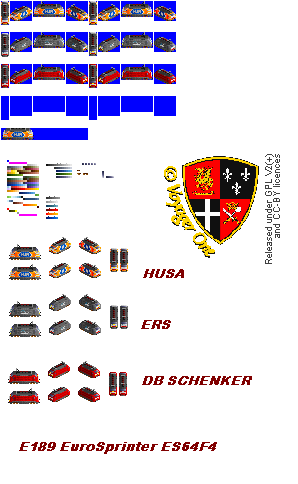 © Voyager One
Released under GPL V2(+)
and CC-BY licences
HUSA
ERS
DB SCHENKER
E189 EuroSprinter ES64F4